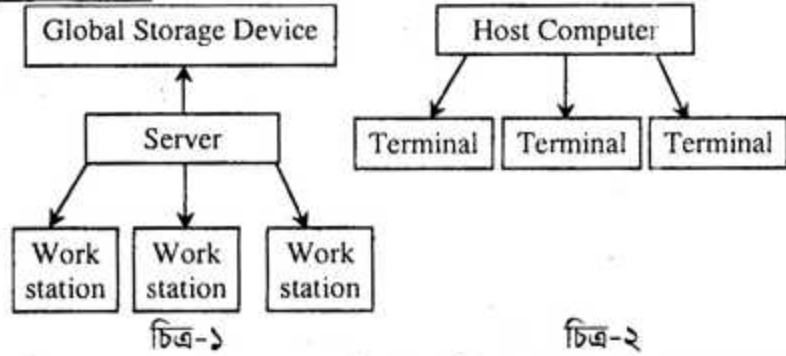 Global Storage Device
Host Computer
Server
Terminal Terminal Terminal
Work station
Work station
Work station
চিত্র-১
চিত্র-২